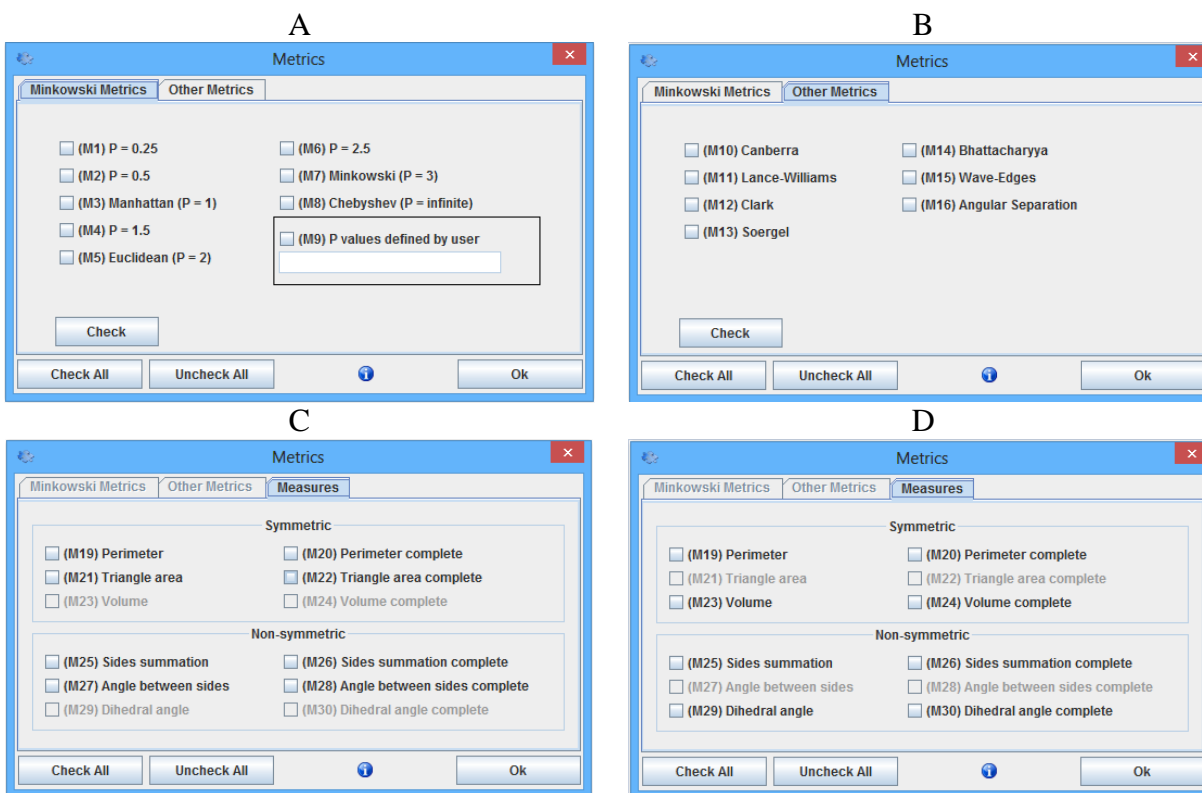 A
Metrics
Minkowski Metrics Other Metrics
(M1) P = 0.25 (M6) P = 2.5
(M2) P = 0.5 (M7) Minkowski (P = 3)
(M3) Manhattan (P = 1) (M8) Chebyshev (P = infinite)
(M4) P = 1.5 (M9) P values defined by user
(M5) Euclidean (P = 2)
Check
Check All Uncheck All Ok
B
Metrics
Minkowski Metrics Other Metrics
(M10) Canberra (M14) Bhattacharyya
(M11) Lance-Williams (M15) Wave-Edges
(M12) Clark (M16) Angular Separation
(M13) Soergel
Check
Check All Uncheck All Ok
C
Metrics
Minkowski Metrics Other Metrics Measures
Symmetric
(M19) Perimeter (M20) Perimeter complete
(M21) Triangle area (M22) Triangle area complete
(M23) Volume (M24) Volume complete
Non-symmetric
(M25) Sides summation (M26) Sides summation complete
(M27) Angle between sides (M28) Angle between sides complete
(M29) Dihedral angle (M30) Dihedral angle complete
Check All Uncheck All Ok
D
Metrics
Minkowski Metrics Other Metrics Measures
Symmetric
(M19) Perimeter (M20) Perimeter complete
(M21) Triangle area (M22) Triangle area complete
(M23) Volume (M24) Volume complete
Non-symmetric
(M25) Sides summation (M26) Sides summation complete
(M27) Angle between sides (M28) Angle between sides complete
(M29) Dihedral angle (M30) Dihedral angle complete
Check All Uncheck All Ok